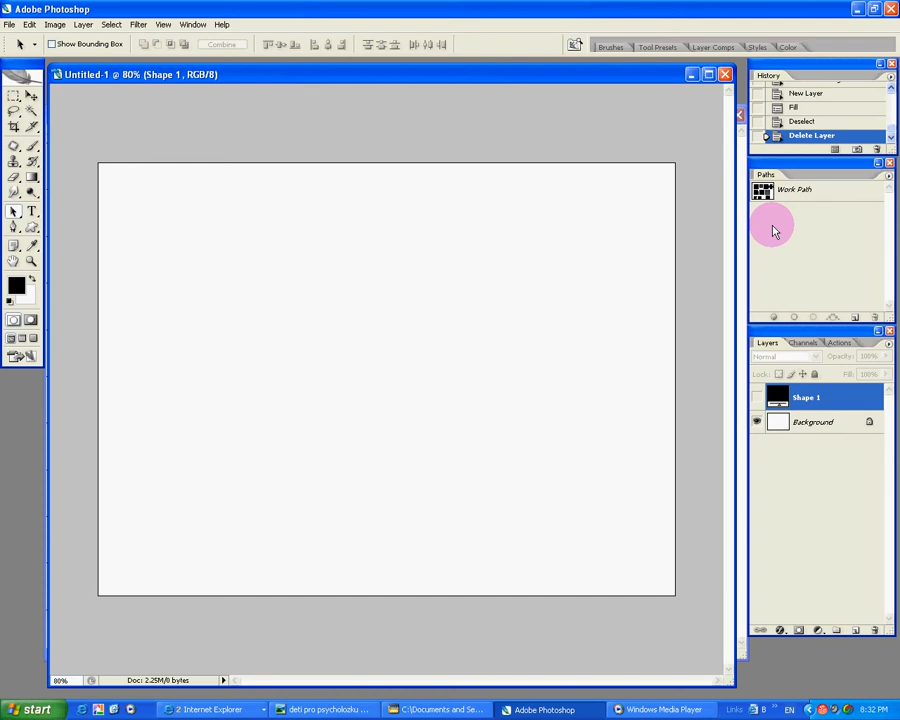 Adobe Photoshop
File Edit Image Layer Select Filter View Window Help
Show Bounding Box
Combine
Brushes Tool Presets Layer Comps Styles Color
Untitled-1 @ 80% (Shape 1, RGB/8)
History
New Layer
Fill
Deselect
Delete Layer
Paths
Work Path
T
Layers Channels Actions
Normal Opacity: 100%
Lock: Fill: 100%
Shape 1
Background
80% Doc: 2.25M/0 bytes
start 2 Internet Explorer deti pro psycholozku ... C:\Documents and Se... Adobe Photoshop Windows Media Player Links B » EN 8:32 PM